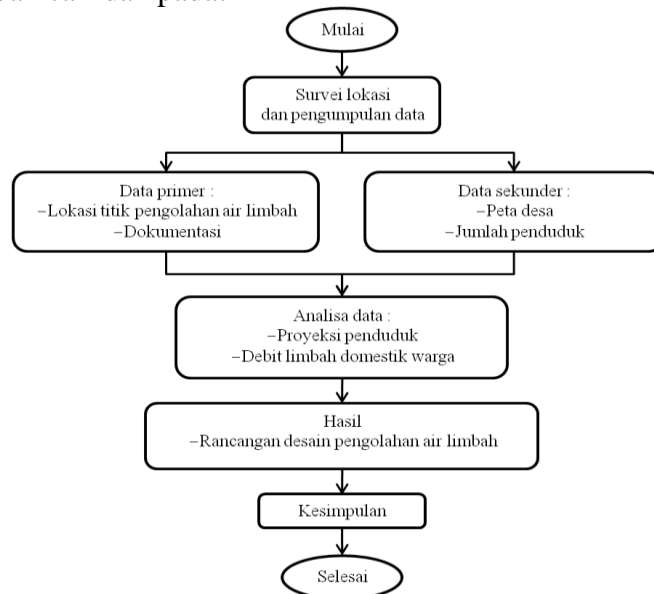 Mulai
Survei lokasi
dan pengumpulan data
Data primer :
–Lokasi titik pengolahan air limbah
–Dokumentasi
Data sekunder :
–Peta desa
–Jumlah penduduk
Analisa data :
–Proyeksi penduduk
–Debit limbah domestik warga
Hasil
–Rancangan desain pengolahan air limbah
Kesimpulan
Selesai